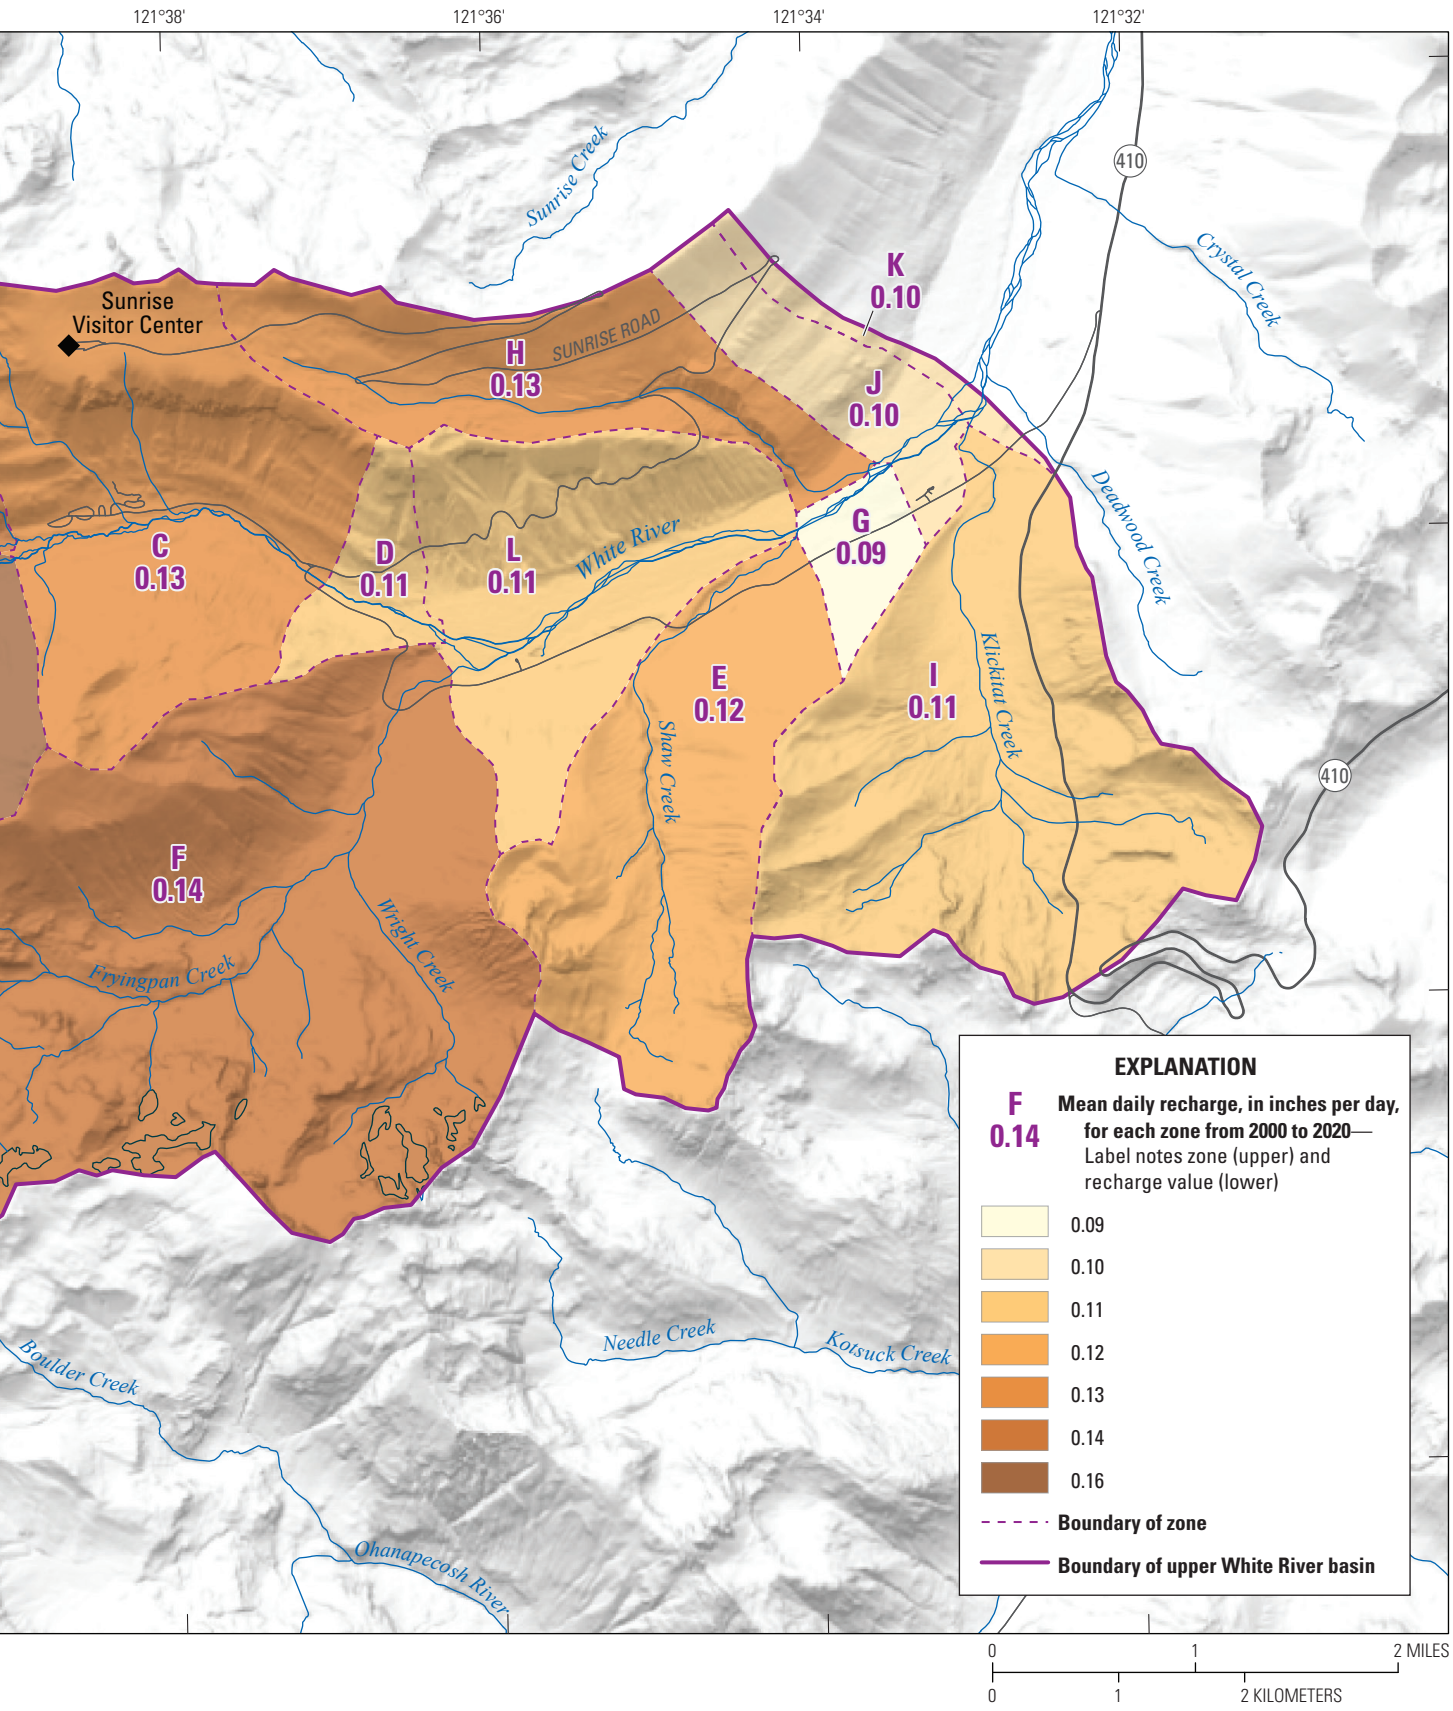 121°38'
121°36'
121°34'
121°32'
410
Sunrise Creek
Crystal Creek
K
0.10
Sunrise
Visitor Center
SUNRISE ROAD
H
0.13
J
0.10
Deadwood Creek
White River
G
0.09
C
0.13
D
0.11
L
0.11
Klickitat Creek
E
0.12
I
0.11
Shaw Creek
410
F
0.14
Wright Creek
Fryingpan Creek
EXPLANATION
F
0.14
Mean daily recharge, in inches per day,
for each zone from 2000 to 2020—
Label notes zone (upper) and
recharge value (lower)
0.09
0.10
0.11
0.12
0.13
0.14
0.16
Boundary of zone
Boundary of upper White River basin
Needle Creek
Kotsuck Creek
Boulder Creek
Ohanapecosh River
0 1 2 MILES
0 1 2 KILOMETERS